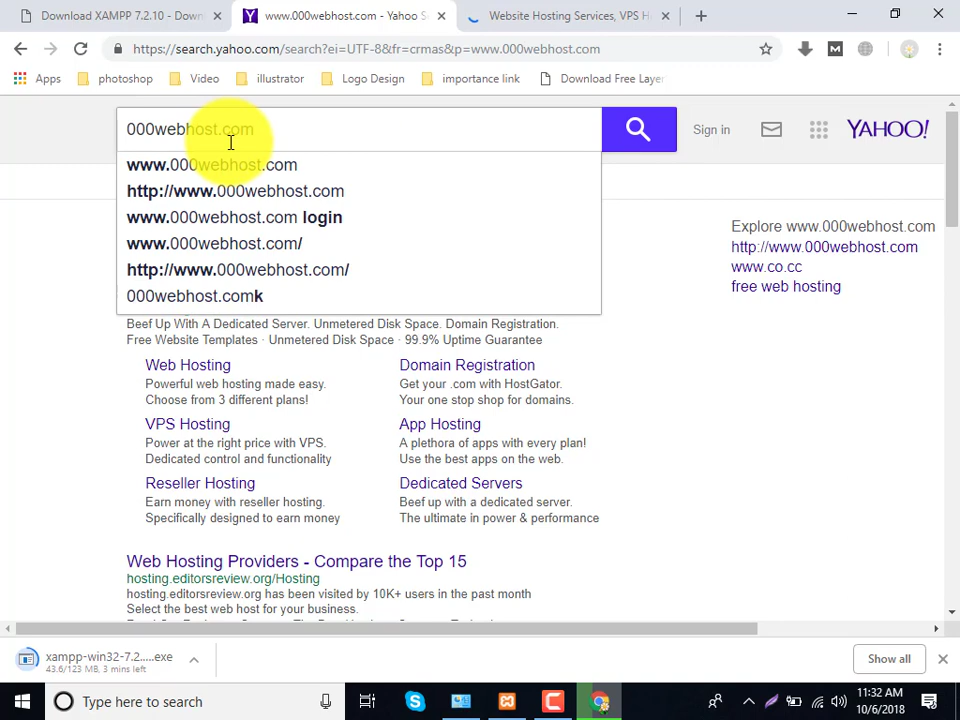 Download XAMPP 7.2.10 - Down
www.000webhost.com - Yahoo S
Website Hosting Services, VPS H
https://search.yahoo.com/search?ei=UTF-8&fr=crmas&p=www.000webhost.com
Apps
photoshop
Video
illustrator
Logo Design
importance link
Download Free Layer
000webhost.com
Sign in
YAHOO!
www.000webhost.com
http://www.000webhost.com
www.000webhost.com login
www.000webhost.com/
http://www.000webhost.com/
000webhost.comk
Explore www.000webhost.com
http://www.000webhost.com
www.co.cc
free web hosting
Beef Up With A Dedicated Server. Unmetered Disk Space. Domain Registration.
Free Website Templates · Unmetered Disk Space · 99.9% Uptime Guarantee
Web Hosting
Powerful web hosting made easy.
Choose from 3 different plans!
Domain Registration
Get your .com with HostGator.
Your one stop shop for domains.
VPS Hosting
Power at the right price with VPS.
Dedicated control and functionality
App Hosting
A plethora of apps with every plan!
Use the best apps on the web.
Reseller Hosting
Earn money with reseller hosting.
Specifically designed to earn money
Dedicated Servers
Beef up with a dedicated server.
The ultimate in power & performance
Web Hosting Providers - Compare the Top 15
hosting.editorsreview.org/Hosting
hosting.editorsreview.org has been visited by 10K+ users in the past month
Select the best web host for your business.
xampp-win32-7.2....exe
43.6/123 MB, 3 mins left
Show all
Type here to search
11:32 AM
10/6/2018